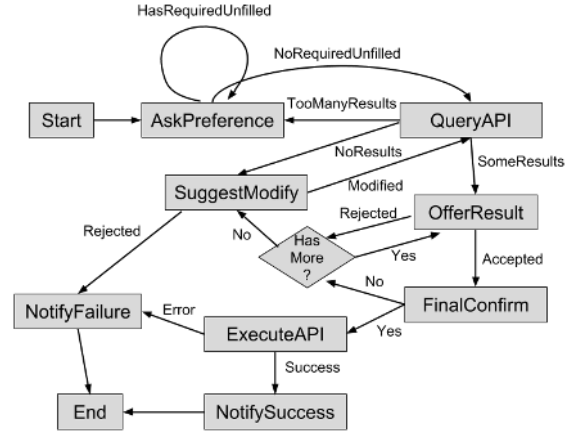 HasRequiredUnfilled
NoRequiredUnfilled
TooManyResults
Start
AskPreference
QueryAPI
NoResults
SomeResults
SuggestModify
Modified
OfferResult
Rejected
Rejected
No
Has
More
?
Yes
Accepted
No
NotifyFailure
Error
ExecuteAPI
Yes
FinalConfirm
Success
End
NotifySuccess